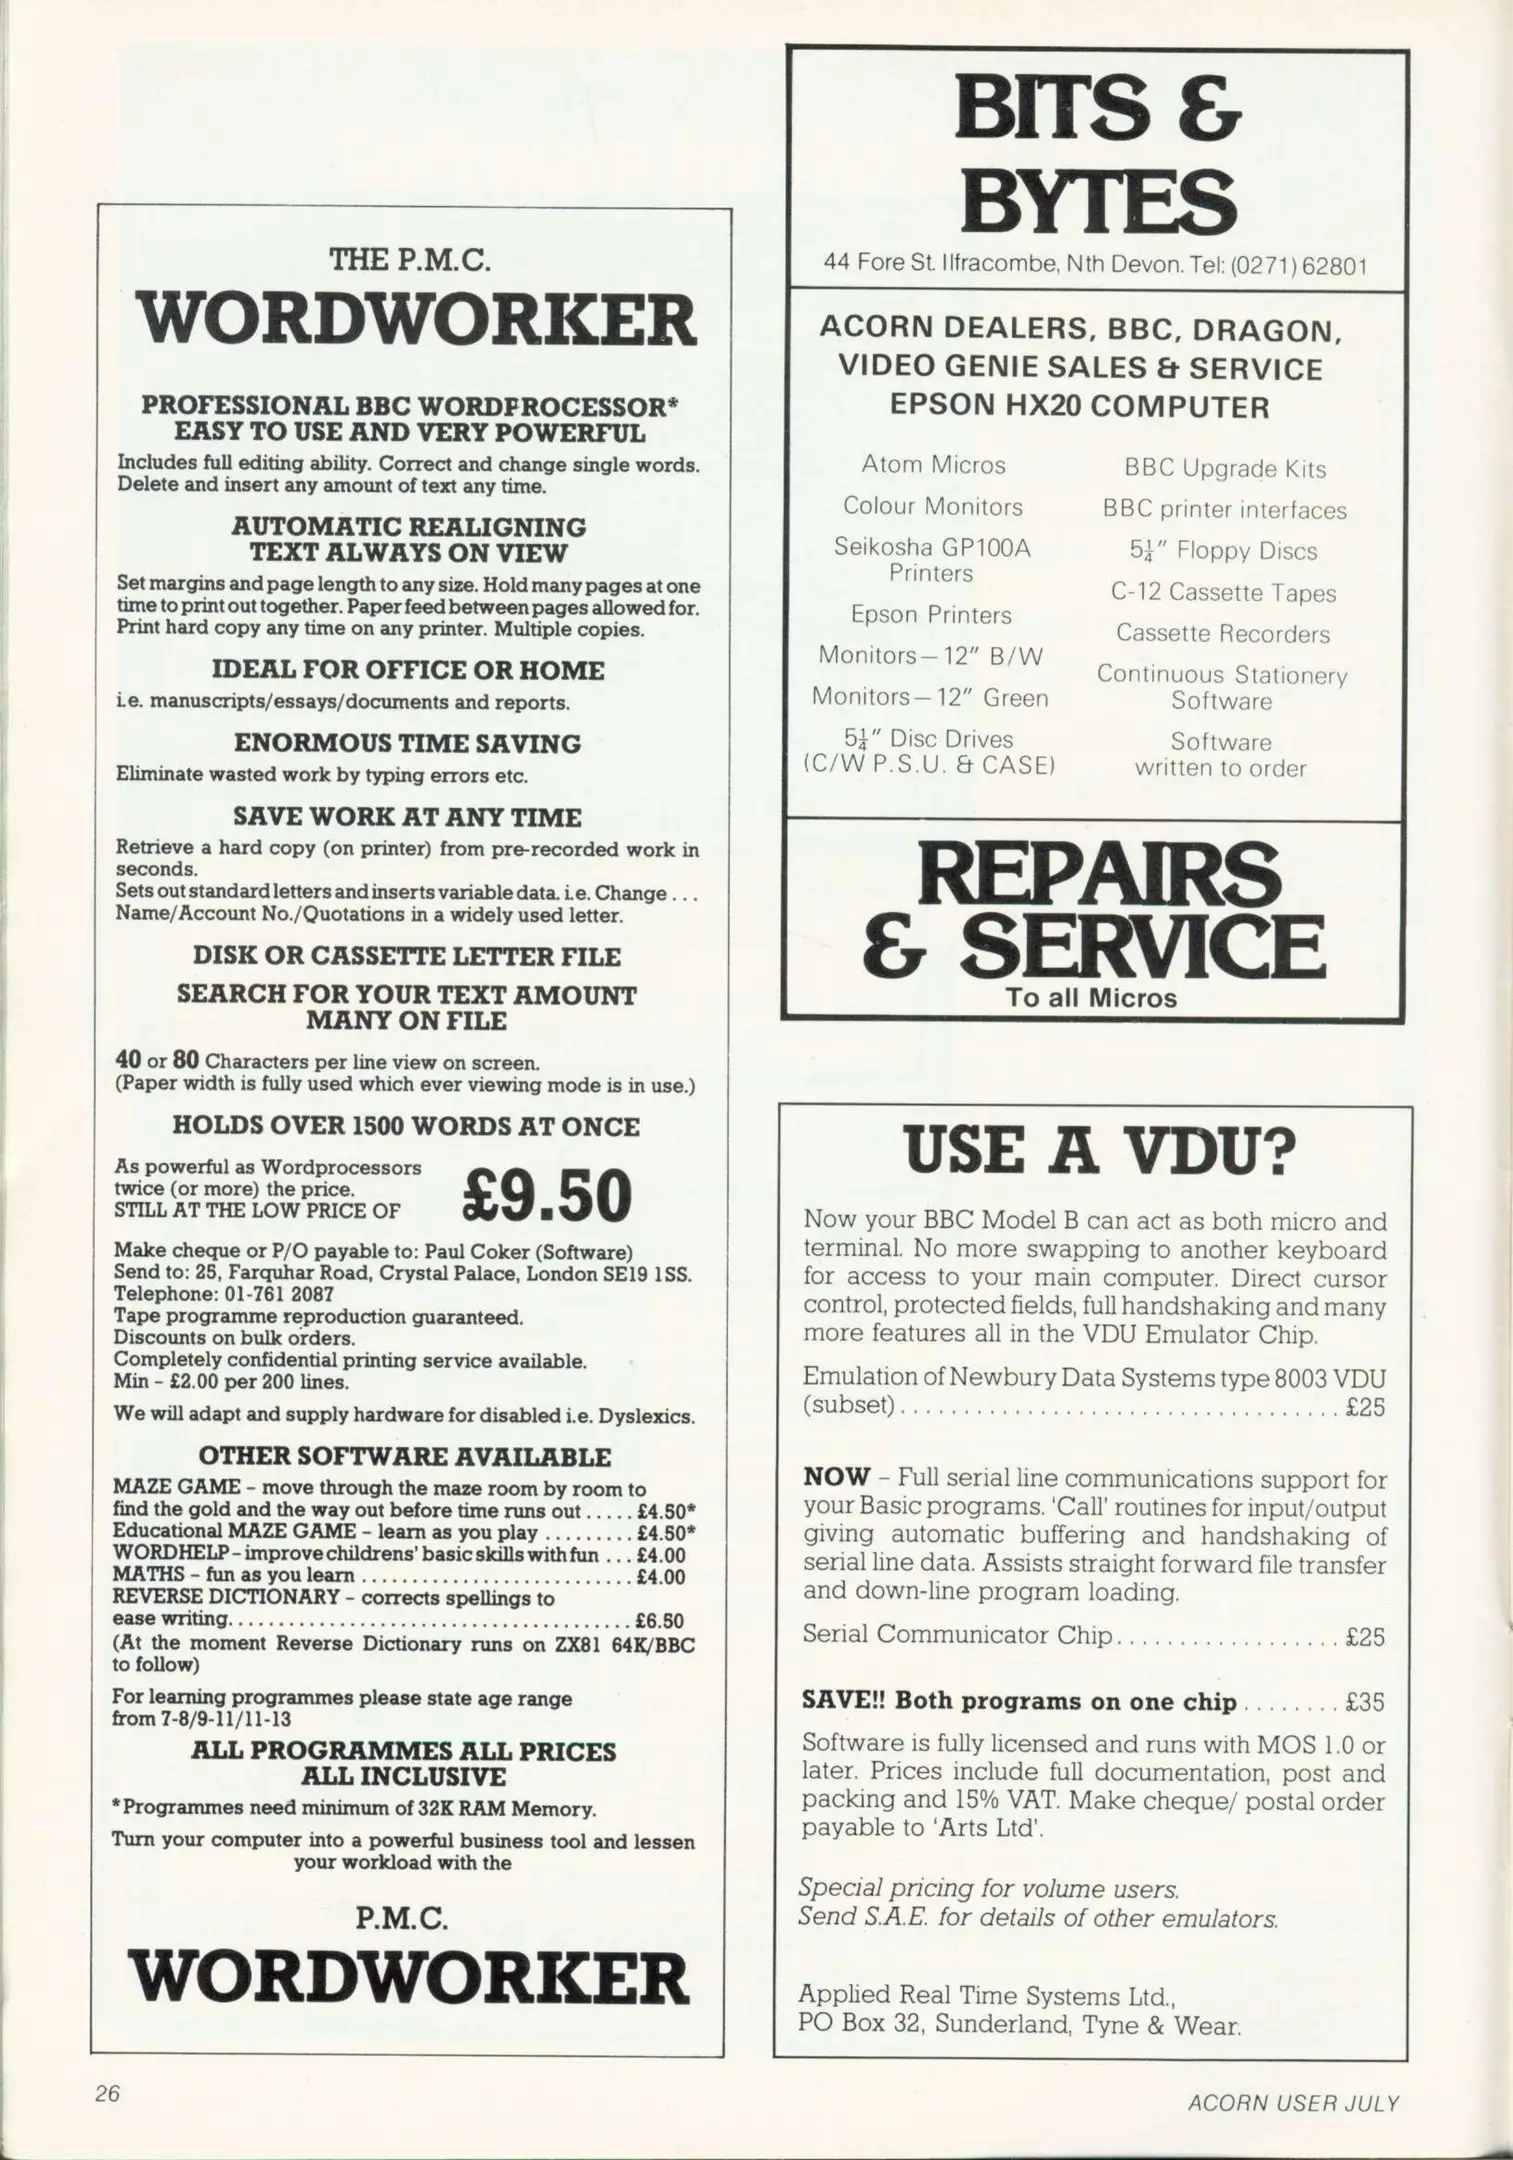 THE P.M.C.
WORDWORKER
PROFESSIONAL BBC WORDPROCESSOR*
EASY TO USE AND VERY POWERFUL
Includes full editing ability. Correct and change single words.
Delete and insert any amount of text any time.
AUTOMATIC REALIGNING
TEXT ALWAYS ON VIEW
Set margins and page length to any size. Hold many pages at one
time to print out together. Paper feed between pages allowed for.
Print hard copy any time on any printer. Multiple copies.
IDEAL FOR OFFICE OR HOME
i.e. manuscripts/essays/documents and reports.
ENORMOUS TIME SAVING
Eliminate wasted work by typing errors etc.
SAVE WORK AT ANY TIME
Retrieve a hard copy (on printer) from pre-recorded work in
seconds.
Sets out standard letters and inserts variable data. i.e. Change . . .
Name/Account No./Quotations in a widely used letter.
DISK OR CASSETTE LETTER FILE
SEARCH FOR YOUR TEXT AMOUNT
MANY ON FILE
40 or 80 Characters per line view on screen.
(Paper width is fully used which ever viewing mode is in use.)
HOLDS OVER 1500 WORDS AT ONCE
As powerful as Wordprocessors
twice (or more) the price.
STILL AT THE LOW PRICE OF
£9.50
Make cheque or P/O payable to: Paul Coker (Software)
Send to: 25, Farquhar Road, Crystal Palace, London SE19 1SS.
Telephone: 01-761 2087
Tape programme reproduction guaranteed.
Discounts on bulk orders.
Completely confidential printing service available.
Min – £2.00 per 200 lines.
We will adapt and supply hardware for disabled i.e. Dyslexics.
OTHER SOFTWARE AVAILABLE
MAZE GAME – move through the maze room by room to
find the gold and the way out before time runs out . . . . . £4.50*
Educational MAZE GAME – learn as you play . . . . . . . . . £4.50*
WORDHELP – improve childrens' basic skills with fun . . . £4.00
MATHS – fun as you learn . . . . . . . . . . . . . . . . . . . . . . . . . . . £4.00
REVERSE DICTIONARY – corrects spellings to
ease writing. . . . . . . . . . . . . . . . . . . . . . . . . . . . . . . . . . . . . . . . £6.50
(At the moment Reverse Dictionary runs on ZX81 64K/BBC
to follow)
For learning programmes please state age range
from 7-8/9-11/11-13
ALL PROGRAMMES ALL PRICES
ALL INCLUSIVE
*Programmes need minimum of 32K RAM Memory.
Turn your computer into a powerful business tool and lessen
your workload with the
P.M.C.
WORDWORKER
BITS &
BYTES
44 Fore St. Ilfracombe, Nth Devon. Tel: (0271) 62801
ACORN DEALERS, BBC, DRAGON,
VIDEO GENIE SALES & SERVICE
EPSON HX20 COMPUTER
Atom Micros
Colour Monitors
Seikosha GP100A
Printers
Epson Printers
Monitors – 12" B/W
Monitors – 12" Green
5¼" Disc Drives
(C/W P.S.U. & CASE)
BBC Upgrade Kits
BBC printer interfaces
5¼" Floppy Discs
C-12 Cassette Tapes
Cassette Recorders
Continuous Stationery
Software
Software
written to order
REPAIRS
& SERVICE
To all Micros
USE A VDU?
Now your BBC Model B can act as both micro and
terminal. No more swapping to another keyboard
for access to your main computer. Direct cursor
control, protected fields, full handshaking and many
more features all in the VDU Emulator Chip.
Emulation of Newbury Data Systems type 8003 VDU
(subset) . . . . . . . . . . . . . . . . . . . . . . . . . . . . . . . . . . . £25
NOW – Full serial line communications support for
your Basic programs. 'Call' routines for input/output
giving automatic buffering and handshaking of
serial line data. Assists straight forward file transfer
and down-line program loading.
Serial Communicator Chip. . . . . . . . . . . . . . . . . . £25
SAVE!! Both programs on one chip . . . . . . . . £35
Software is fully licensed and runs with MOS 1.0 or
later. Prices include full documentation, post and
packing and 15% VAT. Make cheque/ postal order
payable to 'Arts Ltd'.
Special pricing for volume users.
Send S.A.E. for details of other emulators.
Applied Real Time Systems Ltd.,
PO Box 32, Sunderland, Tyne & Wear.
26
ACORN USER JULY